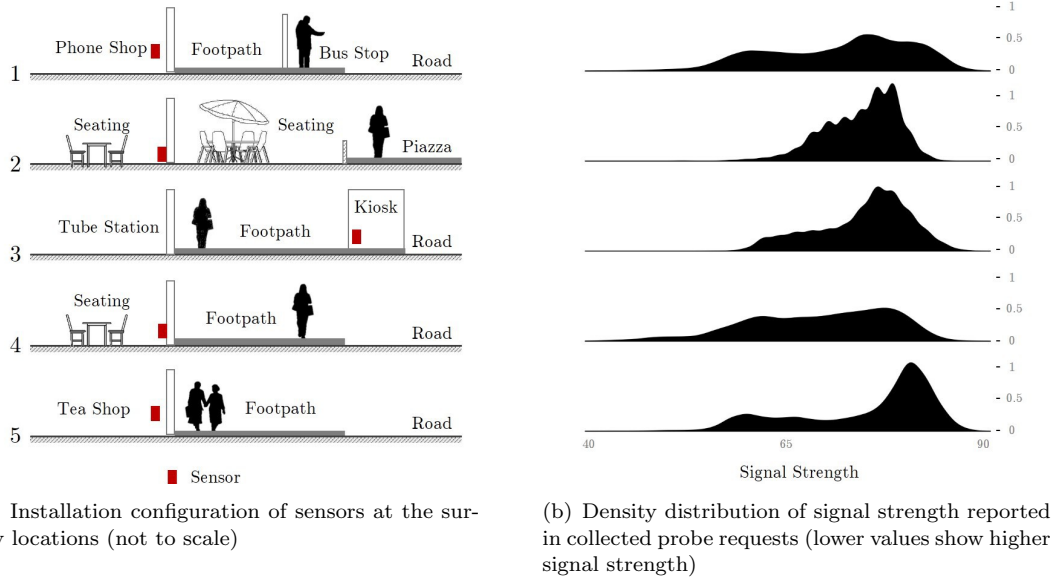 Phone Shop Footpath Bus Stop Road
1
Seating Seating Piazza
2
Tube Station Footpath Kiosk Road
3
Seating Footpath Road
4
Tea Shop Footpath Road
5
Sensor
Installation configuration of sensors at the sur-
y locations (not to scale)
1
0.5
0
1
0.5
0
1
0.5
0
1
0.5
0
1
0.5
0
40 65 90
Signal Strength
(b) Density distribution of signal strength reported
in collected probe requests (lower values show higher
signal strength)